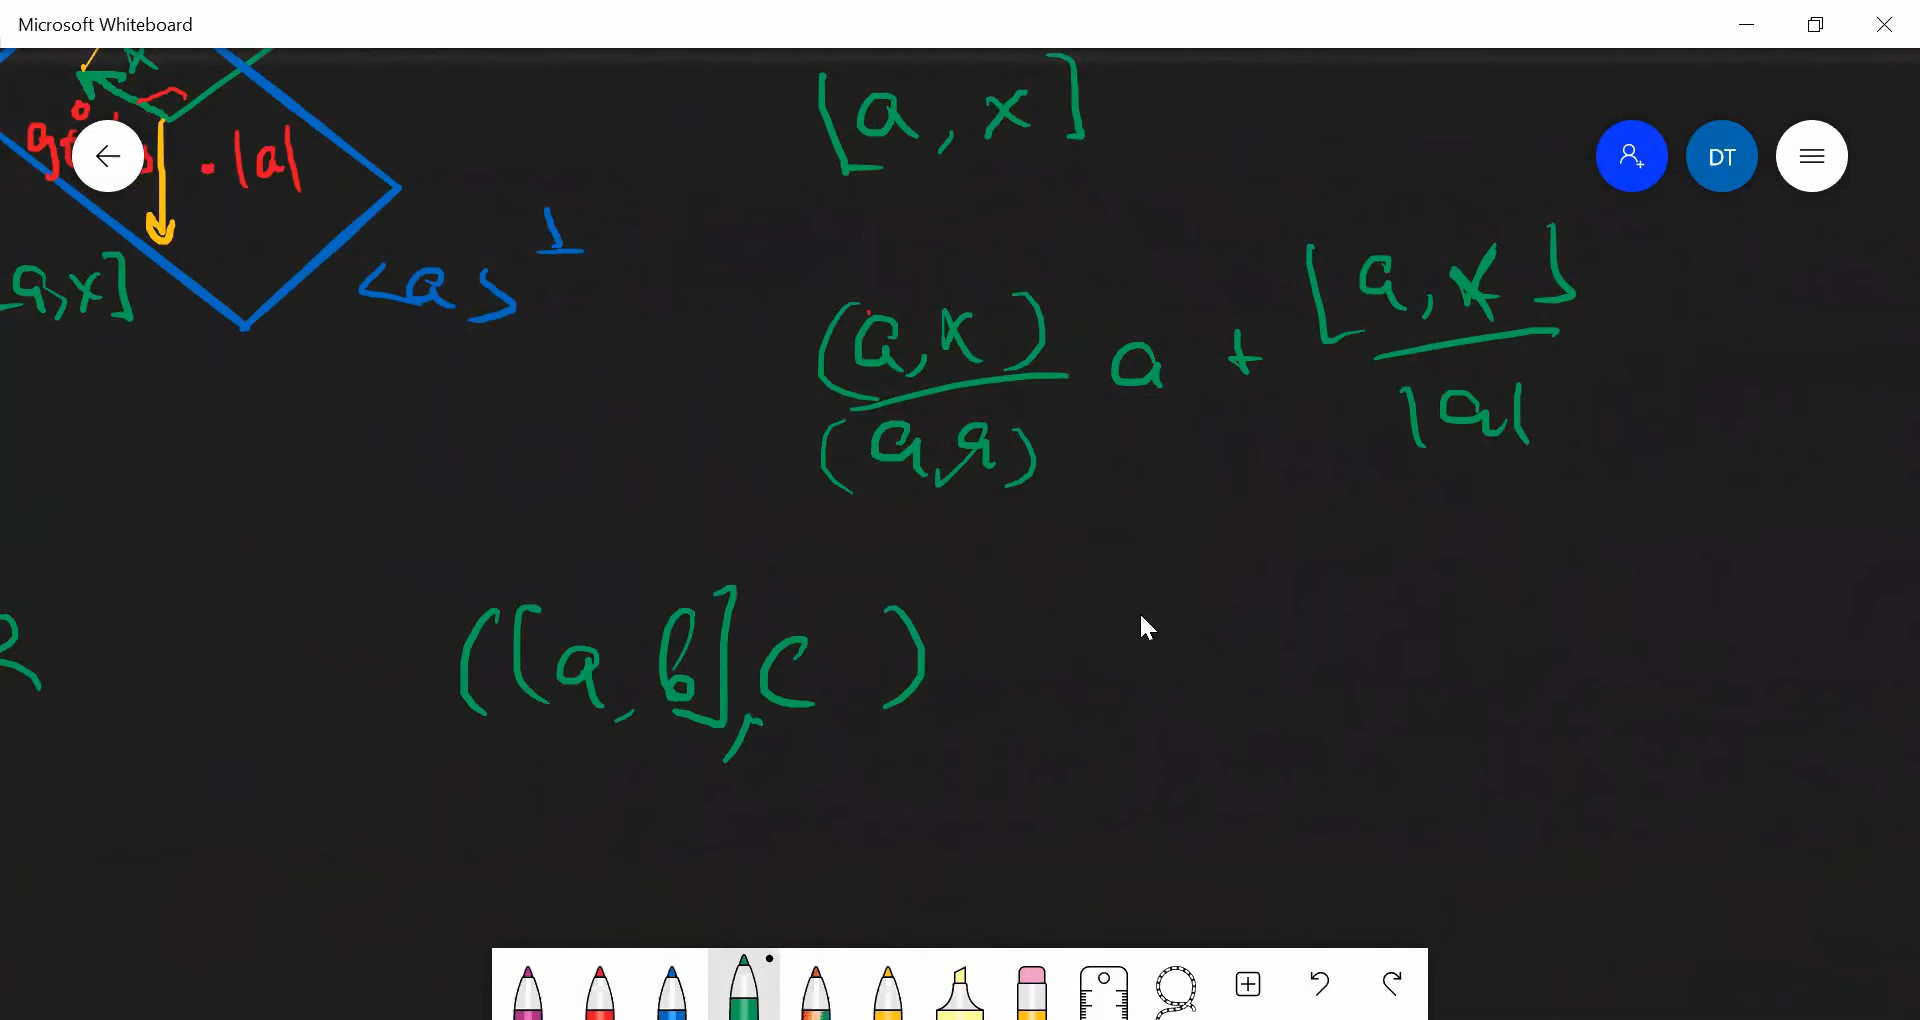 Microsoft Whiteboard
x
[a, x]
DT
. |a|
<a>⊥
a,x]
(a,x)/(a,a) a + [a,x]/|a|
([a,b],c)